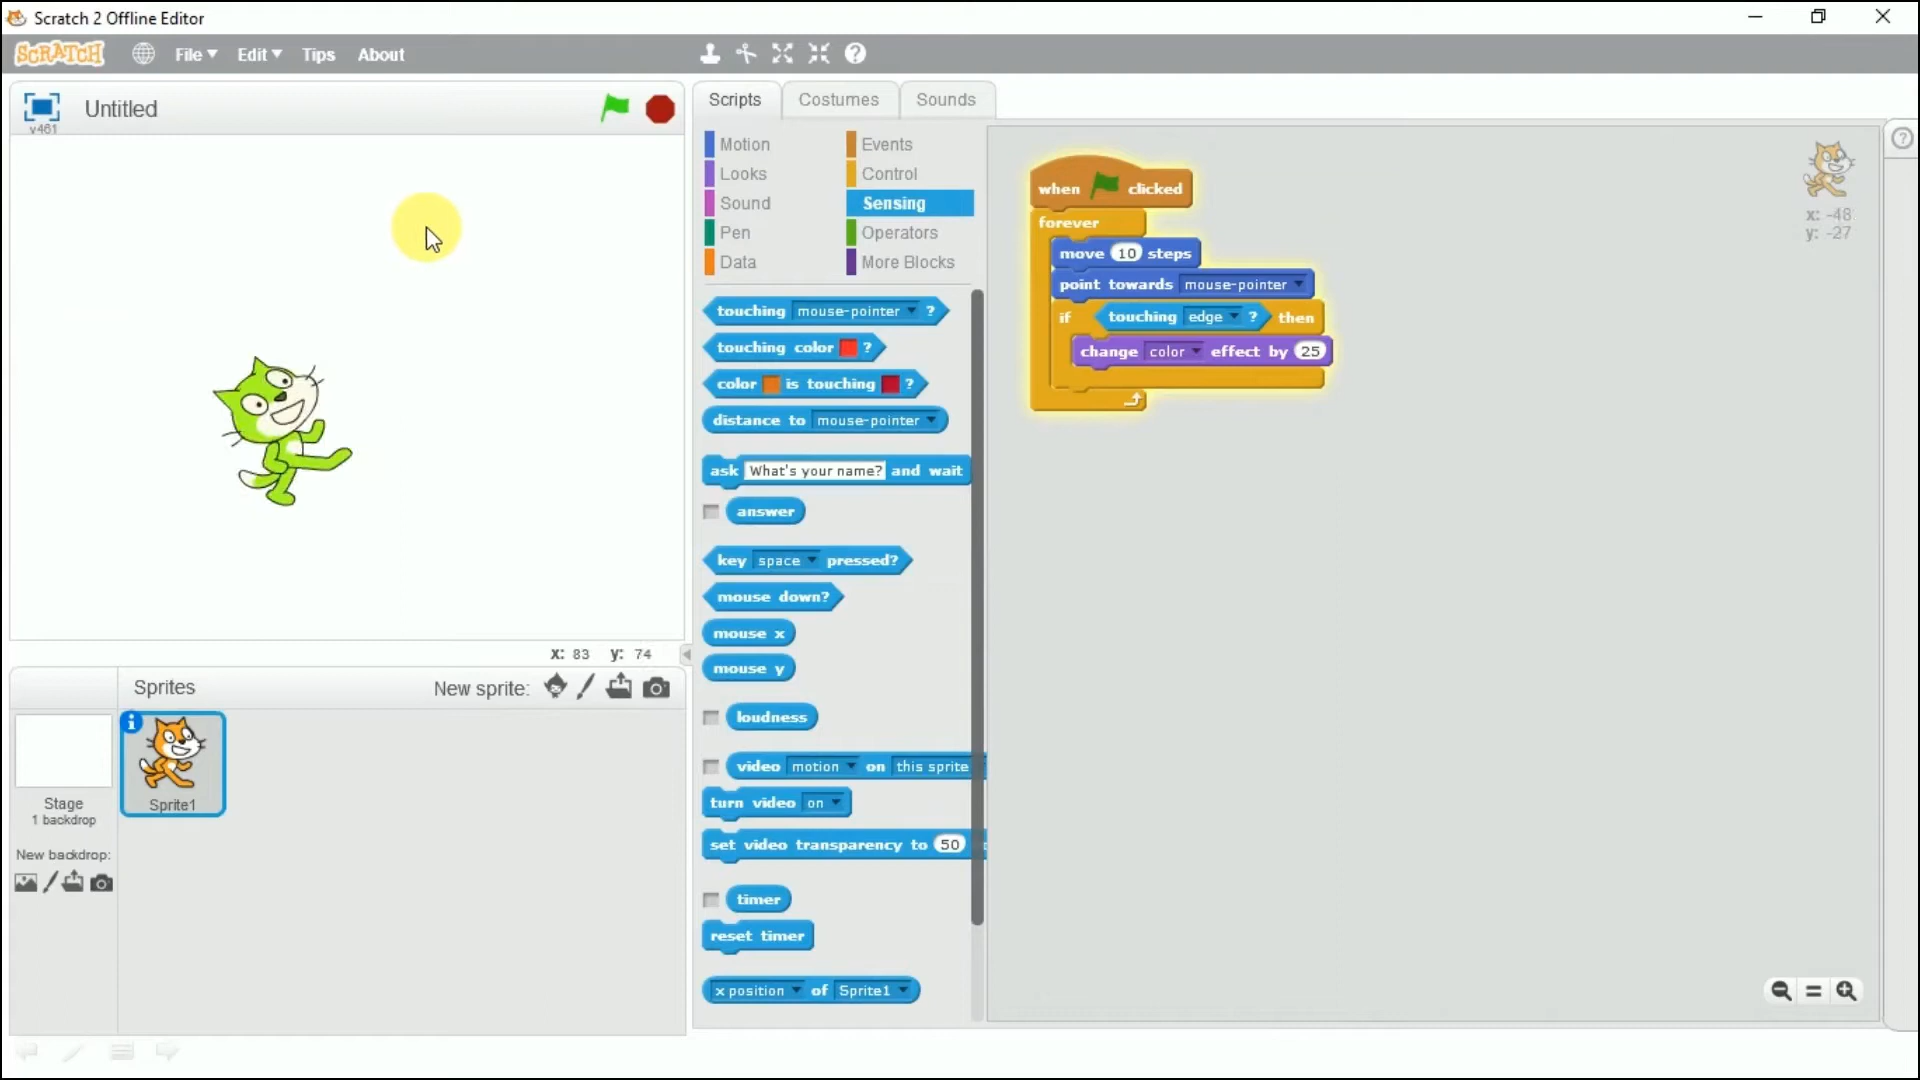 Scratch 2 Offline Editor
SCRATCH
File
Edit
Tips
About
v461
Untitled
x: 83 y: 74
Sprites
New sprite:
Stage
1 backdrop
New backdrop:
Sprite1
Scripts
Costumes
Sounds
Motion
Looks
Sound
Pen
Data
Events
Control
Sensing
Operators
More Blocks
touching mouse-pointer ?
touching color ?
color is touching ?
distance to mouse-pointer
ask What's your name? and wait
answer
key space pressed?
mouse down?
mouse x
mouse y
loudness
video motion on this sprite
turn video on
set video transparency to 50
timer
reset timer
x position of Sprite1
when clicked
forever
move 10 steps
point towards mouse-pointer
if touching edge ? then
change color effect by 25
x: -48
y: -27